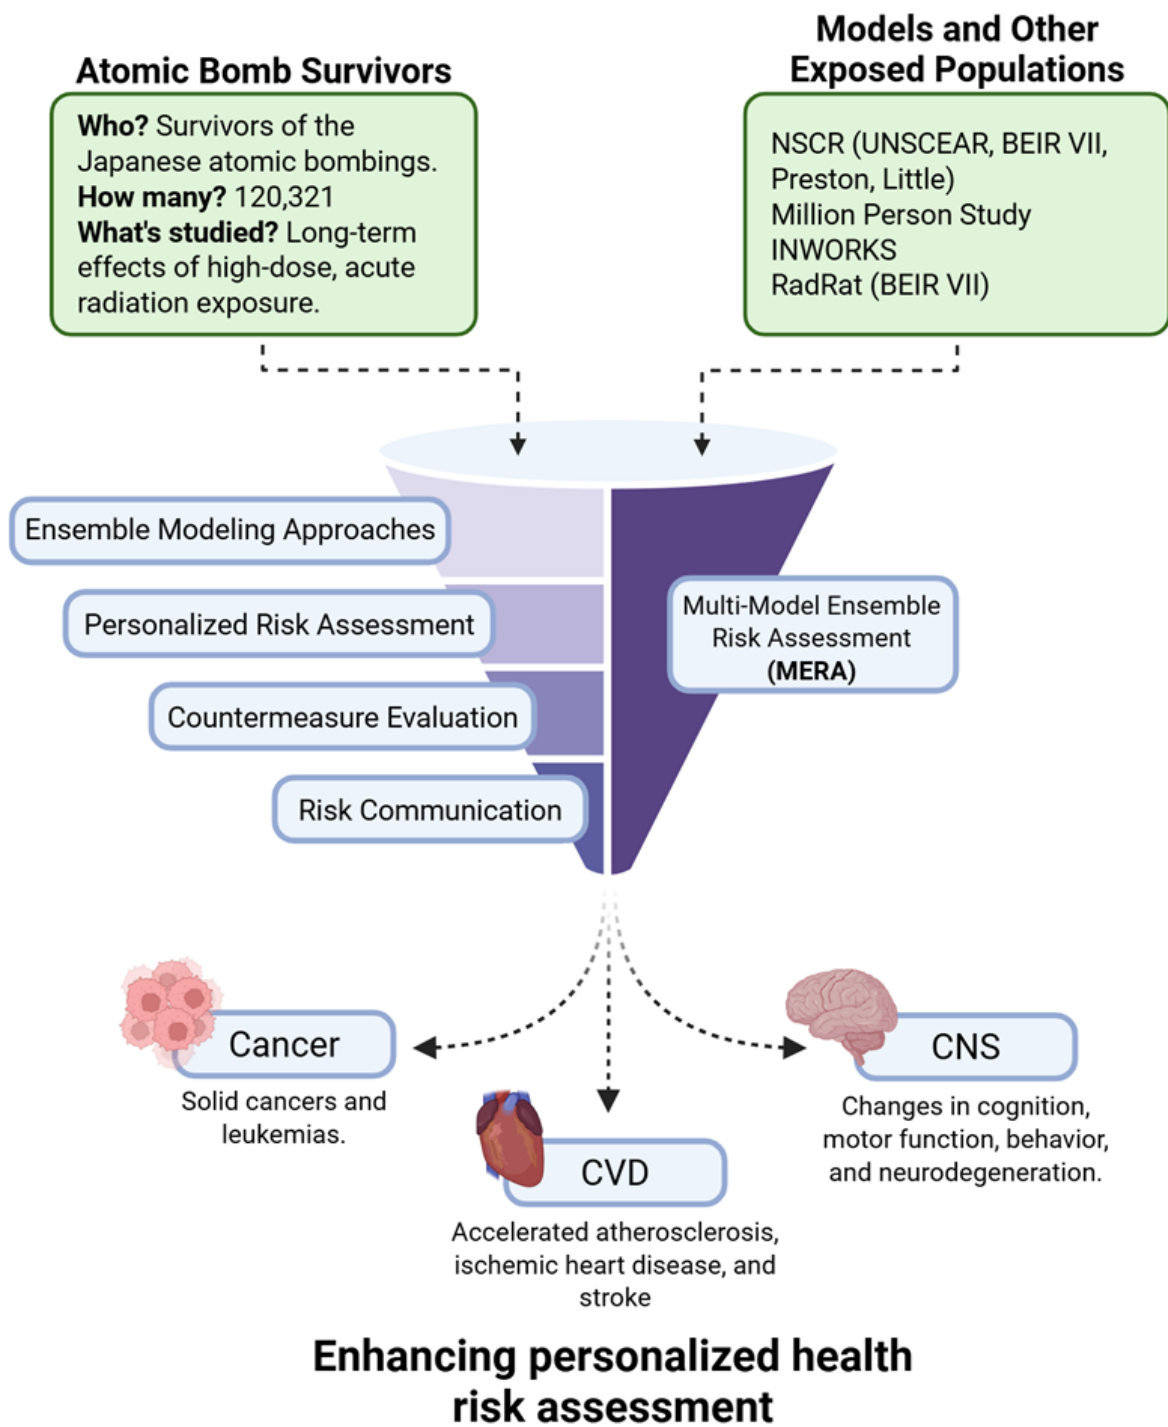 Atomic Bomb Survivors
Who? Survivors of the
Japanese atomic bombings.
How many? 120,321
What's studied? Long-term
effects of high-dose, acute
radiation exposure.
Models and Other
Exposed Populations
NSCR (UNSCEAR, BEIR VII,
Preston, Little)
Million Person Study
INWORKS
RadRat (BEIR VII)
Ensemble Modeling Approaches
Personalized Risk Assessment
Countermeasure Evaluation
Risk Communication
Multi-Model Ensemble
Risk Assessment
(MERA)
Cancer
Solid cancers and
leukemias.
CVD
Accelerated atherosclerosis,
ischemic heart disease, and
stroke
CNS
Changes in cognition,
motor function, behavior,
and neurodegeneration.
Enhancing personalized health
risk assessment